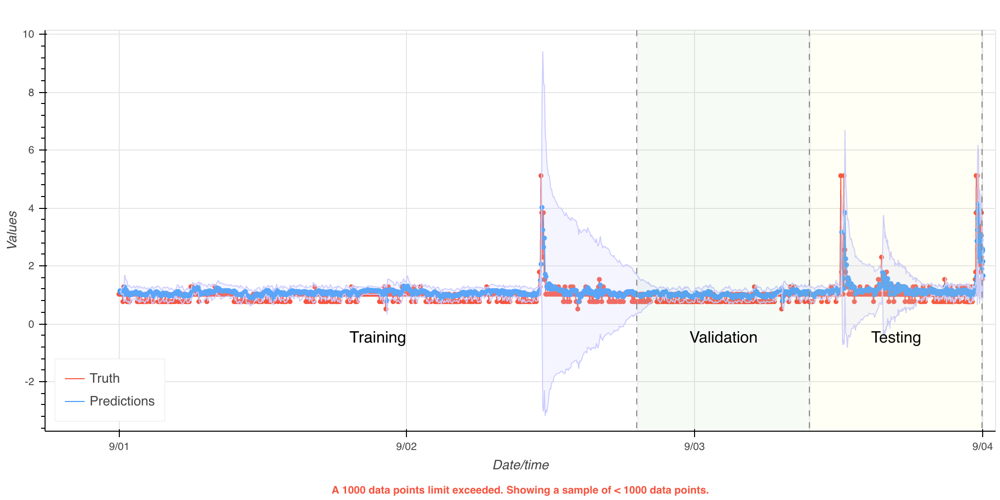 10
8
6
4
2
0
-2
Values
Training
Validation
Testing
Truth
Predictions
9/01
9/02
9/03
9/04
Date/time
A 1000 data points limit exceeded. Showing a sample of < 1000 data points.